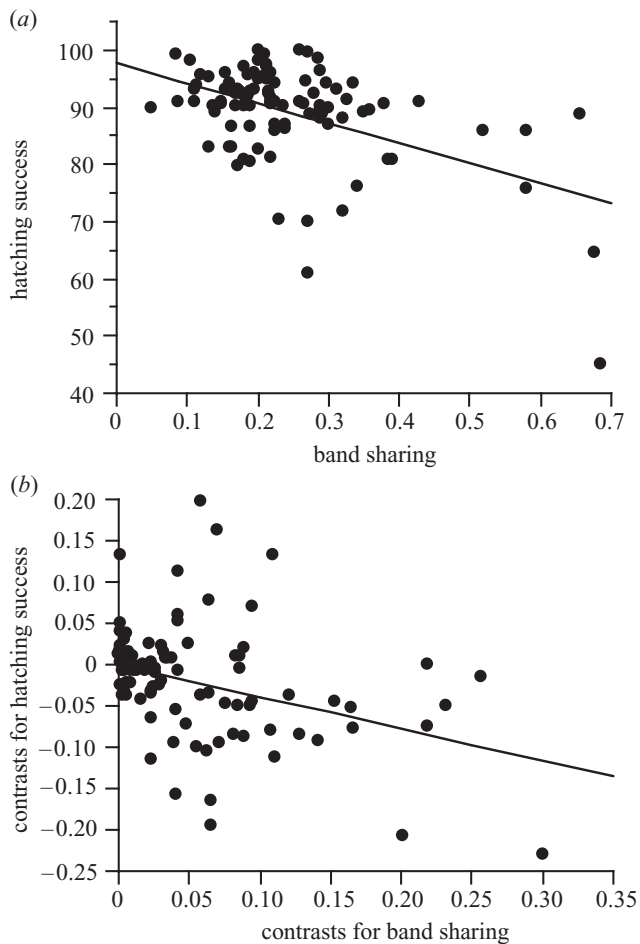 (a)
100
90
80
70
60
50
40
hatching success
0 0.1 0.2 0.3 0.4 0.5 0.6 0.7
band sharing
(b)
0.20
0.15
0.10
0.05
0
−0.05
−0.10
−0.15
−0.20
−0.25
contrasts for hatching success
0 0.05 0.10 0.15 0.20 0.25 0.30 0.35
contrasts for band sharing